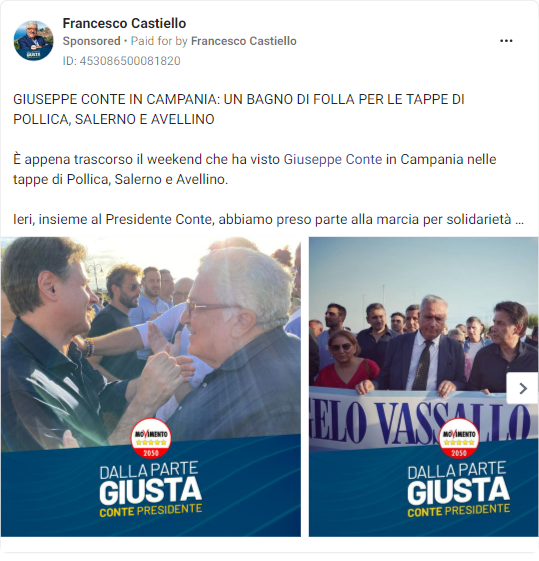 Francesco Castiello
Sponsored • Paid for by Francesco Castiello
ID: 453086500081820
GIUSEPPE CONTE IN CAMPANIA: UN BAGNO DI FOLLA PER LE TAPPE DI
POLLICA, SALERNO E AVELLINO
È appena trascorso il weekend che ha visto Giuseppe Conte in Campania nelle
tappe di Pollica, Salerno e Avellino.
Ieri, insieme al Presidente Conte, abbiamo preso parte alla marcia per solidarietà ...
MOVIMENTO
2050
DALLA PARTE
GIUSTA
CONTE PRESIDENTE
GELO VASSALLO
MOVIMENTO
2050
DALLA PARTE
GIUSTA
CONTE PRESIDENTE